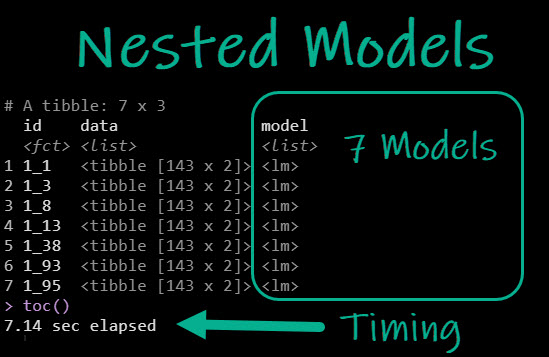 Nested Models
# A tibble: 7 x 3
id data model
<fct> <list> <list>
7 Models
1 1_1 <tibble [143 x 2]> <lm>
2 1_3 <tibble [143 x 2]> <lm>
3 1_8 <tibble [143 x 2]> <lm>
4 1_13 <tibble [143 x 2]> <lm>
5 1_38 <tibble [143 x 2]> <lm>
6 1_93 <tibble [143 x 2]> <lm>
7 1_95 <tibble [143 x 2]> <lm>
> toc()
7.14 sec elapsed
Timing